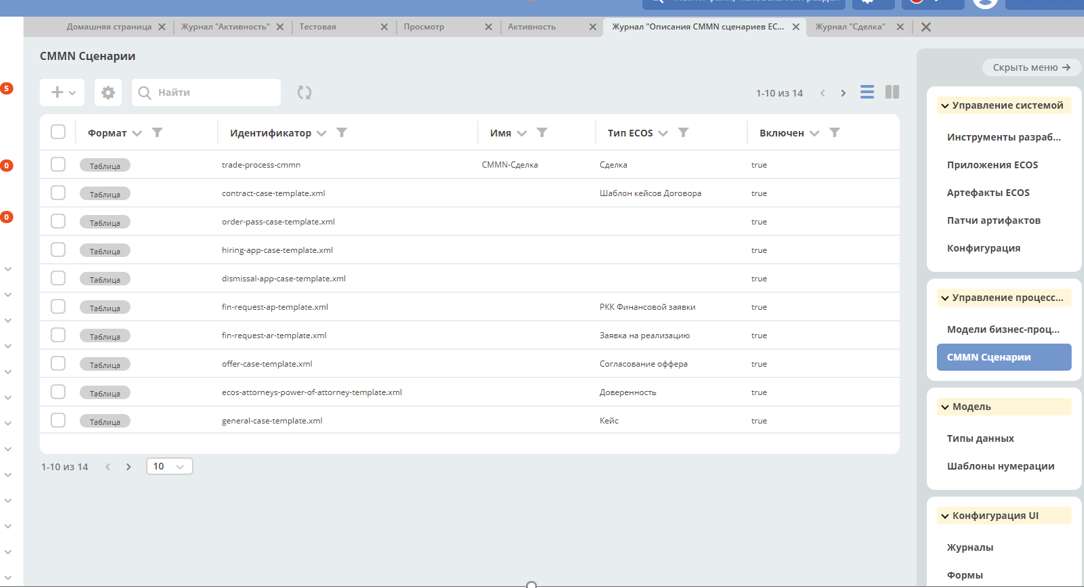 Домашняя страница
Журнал "Активность"
Тестовая
Просмотр
Активность
Журнал "Описания CMMN сценариев EC...
Журнал "Сделка"
5
0
0
CMMN Сценарии
Найти
1-10 из 14
Формат Идентификатор Имя Тип ECOS Включен
Таблица trade-process-cmmn CMMN-Сделка Сделка true
Таблица contract-case-template.xml Шаблон кейсов Договора true
Таблица order-pass-case-template.xml true
Таблица hiring-app-case-template.xml true
Таблица dismissal-app-case-template.xml true
Таблица fin-request-ap-template.xml РКК Финансовой заявки true
Таблица fin-request-ar-template.xml Заявка на реализацию true
Таблица offer-case-template.xml Согласование оффера true
Таблица ecos-attorneys-power-of-attorney-template.xml Доверенность true
Таблица general-case-template.xml Кейс true
1-10 из 14
10
Скрыть меню
Управление системой
Инструменты разраб...
Приложения ECOS
Артефакты ECOS
Патчи артифактов
Конфигурация
Управление процесс...
Модели бизнес-проц...
CMMN Сценарии
Модель
Типы данных
Шаблоны нумерации
Конфигурация UI
Журналы
Формы